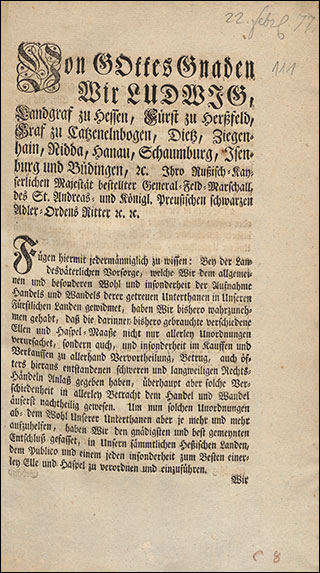 22. Febr. 77.
111
Von GOttes Gnaden
Wir LUDWIG,
Landgraf zu Hessen, Fürst zu Herßfeld,
Graf zu Catzenelnbogen, Dietz, Ziegen-
hain, Nidda, Hanau, Schaumburg, Isen-
burg und Büdingen, ꝛc. Ihro Rußisch-Kay-
serlichen Majestät bestellter General-Feld-Marschall,
des St. Andreas- und Königl. Preußischen schwarzen
Adler-Ordens Ritter ꝛc. ꝛc.
Fügen hiermit jedermänniglich zu wissen: Bey der Lan-
desväterlichen Vorsorge, welche Wir dem allgemei-
nen und besonderen Wohl und insonderheit der Aufnahme
Handels und Wandels derer getreuen Unterthanen in Unseren
Fürstlichen Landen gewidmet, haben Wir bishero wahrzuneh-
men gehabt, daß die darinnen bishero gebrauchte verschiedene
Ellen und Haspel-Maaße nicht nur allerley Unordnungen
verursachet, sondern auch, und insonderheit im Kauffen und
Verkauffen zu allerhand Vervortheilung, Betrug, auch öf-
ters hieraus entstandenen schweren und langweiligen Rechts-
Händeln Anlaß gegeben haben, überhaupt aber solche Ver-
schiedenheit in allerley Betracht dem Handel und Wandel
äuserst nachtheilig gewesen. Um nun solchen Unordnungen
ab- dem Wohl Unserer Unterthanen aber je mehr und mehr
aufzuhelfen, haben Wir den gnädigsten und best gemeynten
Entschluß gefasset, in Unsern sämmtlichen Heßischen Landen,
dem Publico und einem jeden insonderheit zum Besten einer-
ley Elle und Haspel zu verordnen und einzuführen.
Wir
8